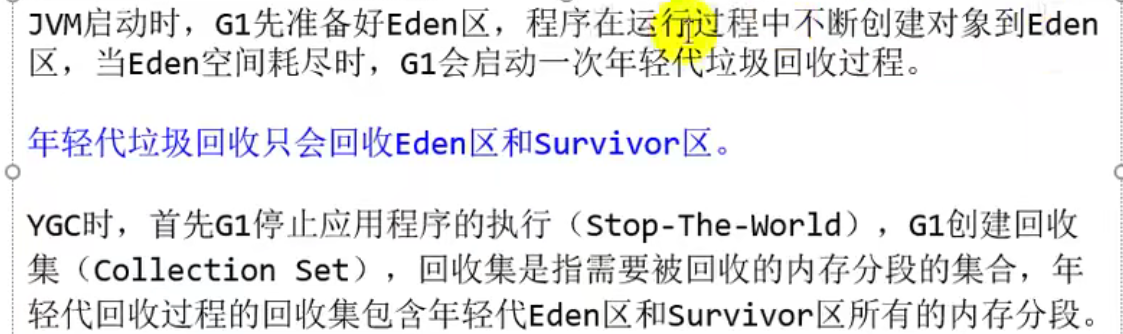 JVM启动时，G1先准备好Eden区，程序在运行过程中不断创建对象到Eden
区，当Eden空间耗尽时，G1会启动一次年轻代垃圾回收过程。
年轻代垃圾回收只会回收Eden区和Survivor区。
YGC时，首先G1停止应用程序的执行（Stop-The-World），G1创建回收
集（Collection Set），回收集是指需要被回收的内存分段的集合，年
轻代回收过程的回收集包含年轻代Eden区和Survivor区所有的内存分段。